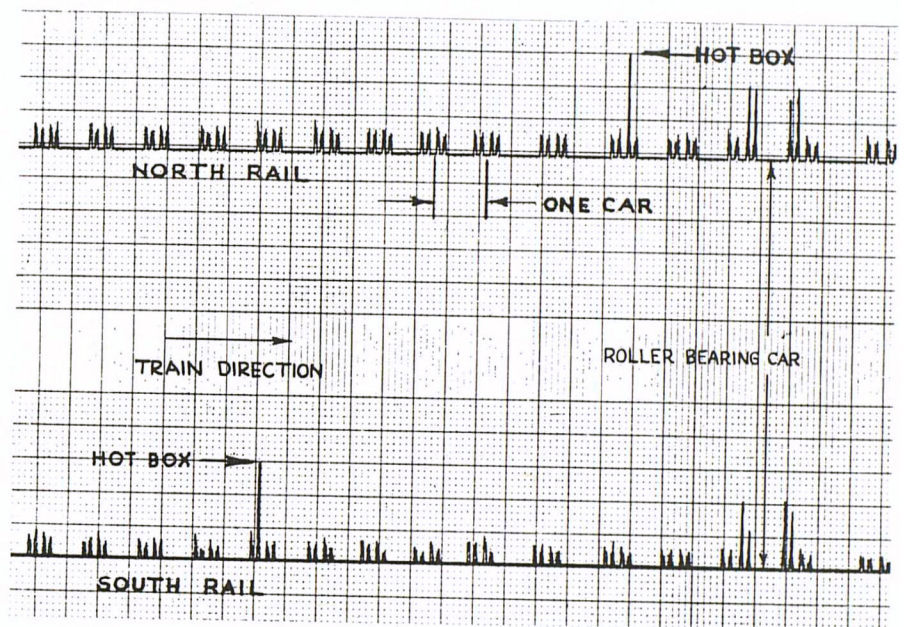 HOT BOX
NORTH RAIL
ONE CAR
TRAIN DIRECTION
ROLLER BEARING CAR
HOT BOX
SOUTH RAIL